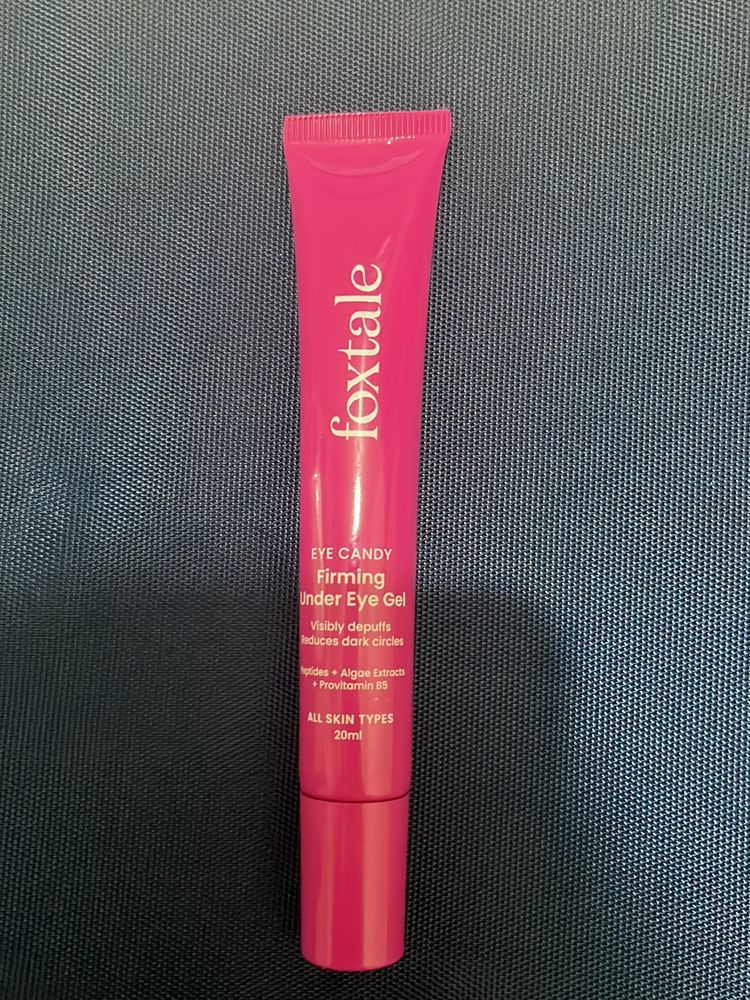 foxtale
EYE CANDY
Firming
Under Eye Gel
Visibly depuffs
Reduces dark circles
Peptides + Algae Extracts
+ Provitamin B5
ALL SKIN TYPES
20ml